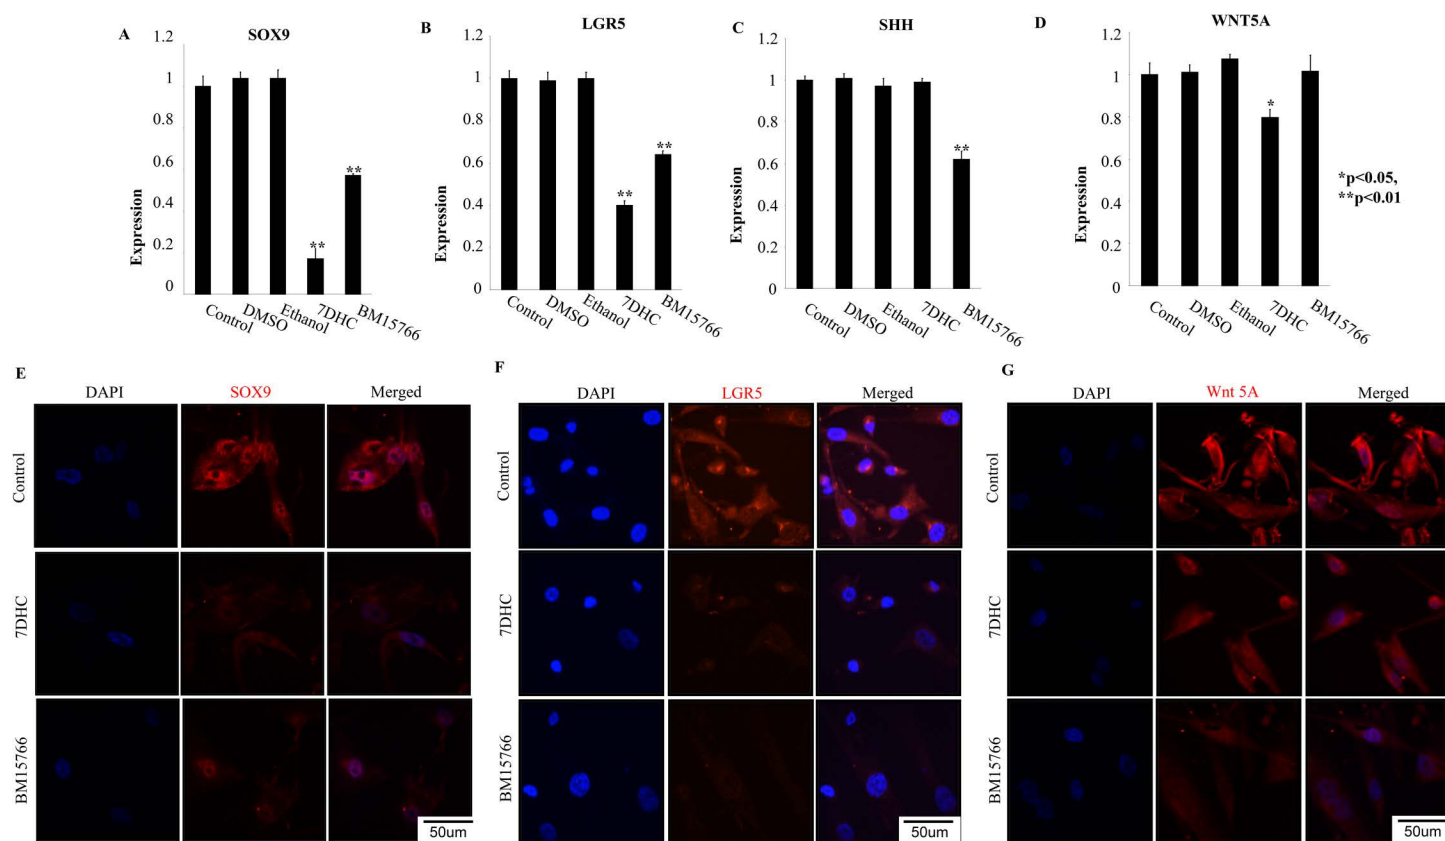 A
SOX9
1.2
1
0.8
0.6
0.4
0.2
0
Expression
Control
DMSO
Ethanol
7DHC
BM15766
**
**
B
LGR5
1.2
1
0.8
0.6
0.4
0.2
0
Expression
Control
DMSO
Ethanol
7DHC
BM15766
**
**
C
SHH
1.2
1
0.8
0.6
0.4
0.2
0
Expression
Control
DMSO
Ethanol
7DHC
BM15766
**
D
WNT5A
1.2
1
0.8
0.6
0.4
0.2
0
Expression
Control
DMSO
Ethanol
7DHC
BM15766
*
*p<0.05,
**p<0.01
E
DAPI SOX9 Merged
Control
7DHC
BM15766
50um
F
DAPI LGR5 Merged
Control
7DHC
BM15766
50um
G
DAPI Wnt 5A Merged
Control
7DHC
BM15766
50um